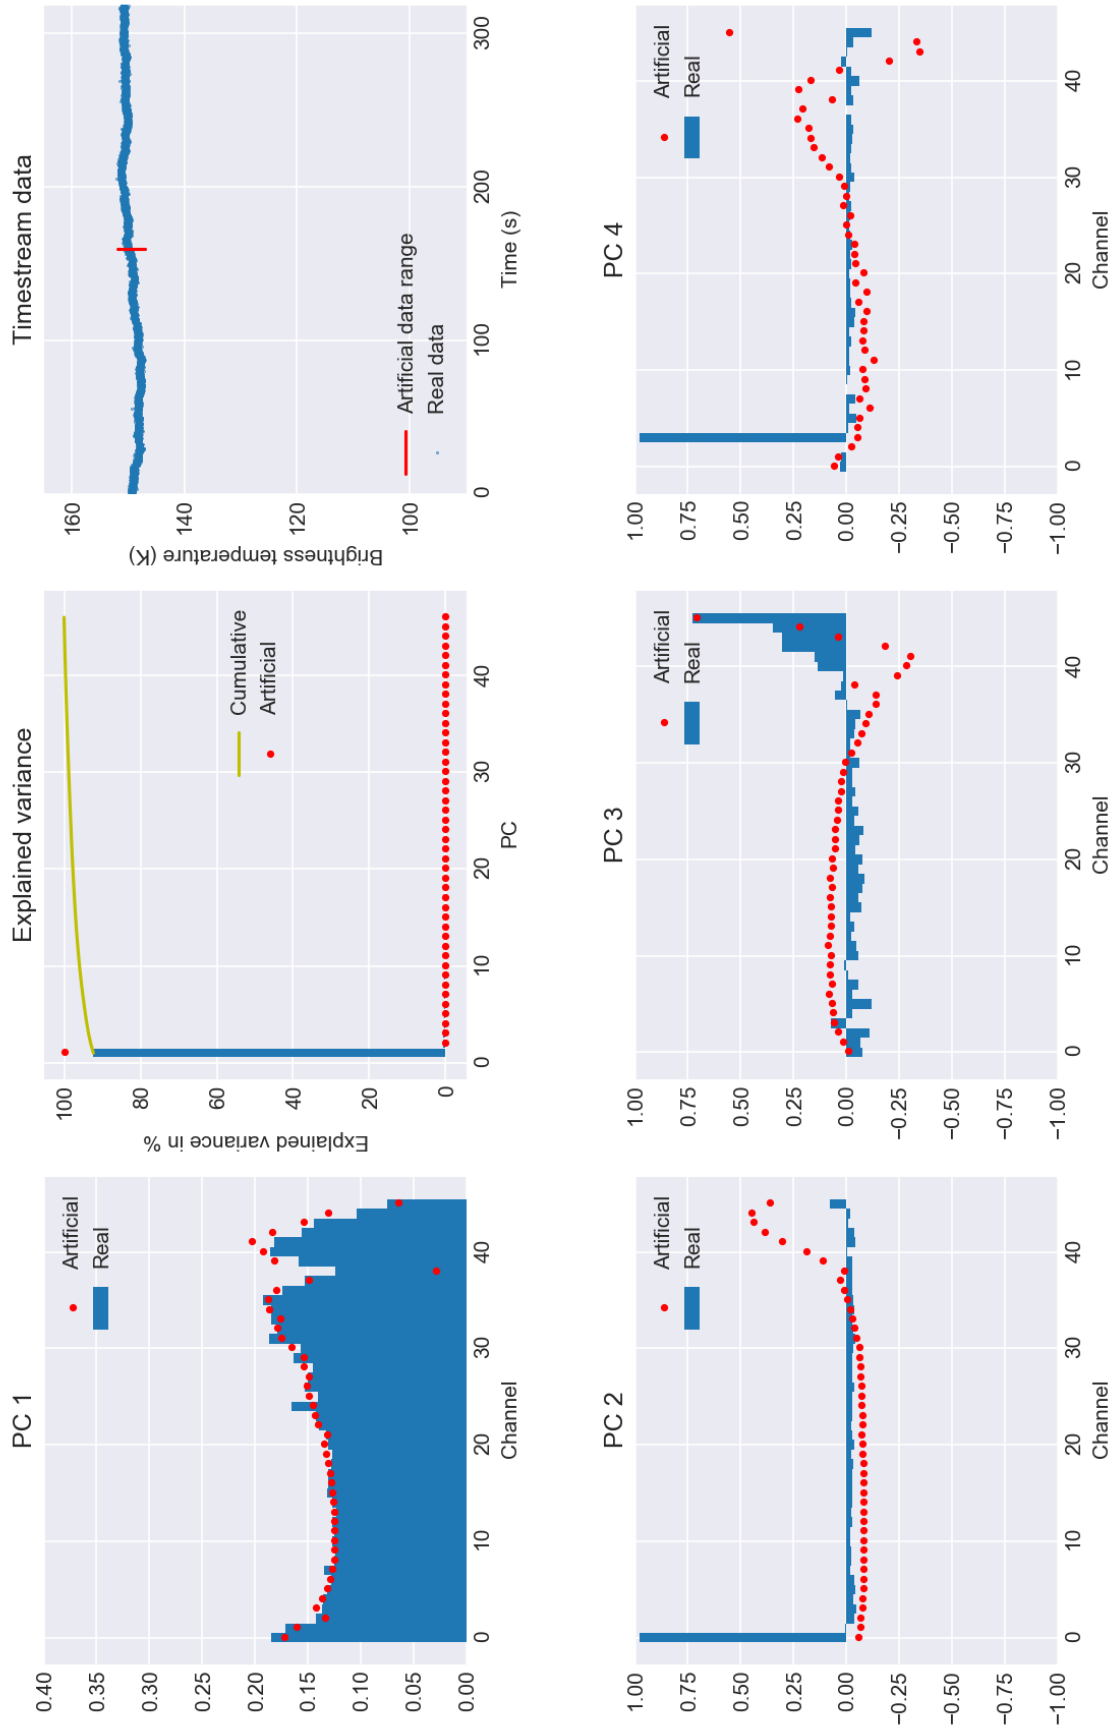 PC 1
0.40
0.35
0.30
0.25
0.20
0.15
0.10
0.05
0.00
0
10
20
30
40
Channel
Artificial
Real
Explained variance
Explained variance in %
100
80
60
40
20
0
0
10
20
30
40
PC
Cumulative
Artificial
Timestream data
Brightness temperature (K)
160
140
120
100
0
100
200
300
Time (s)
Artificial data range
Real data
PC 2
1.00
0.75
0.50
0.25
0.00
−0.25
−0.50
−0.75
−1.00
0
10
20
30
40
Channel
Artificial
Real
PC 3
1.00
0.75
0.50
0.25
0.00
−0.25
−0.50
−0.75
−1.00
0
10
20
30
40
Channel
Artificial
Real
PC 4
1.00
0.75
0.50
0.25
0.00
−0.25
−0.50
−0.75
−1.00
0
10
20
30
40
Channel
Artificial
Real